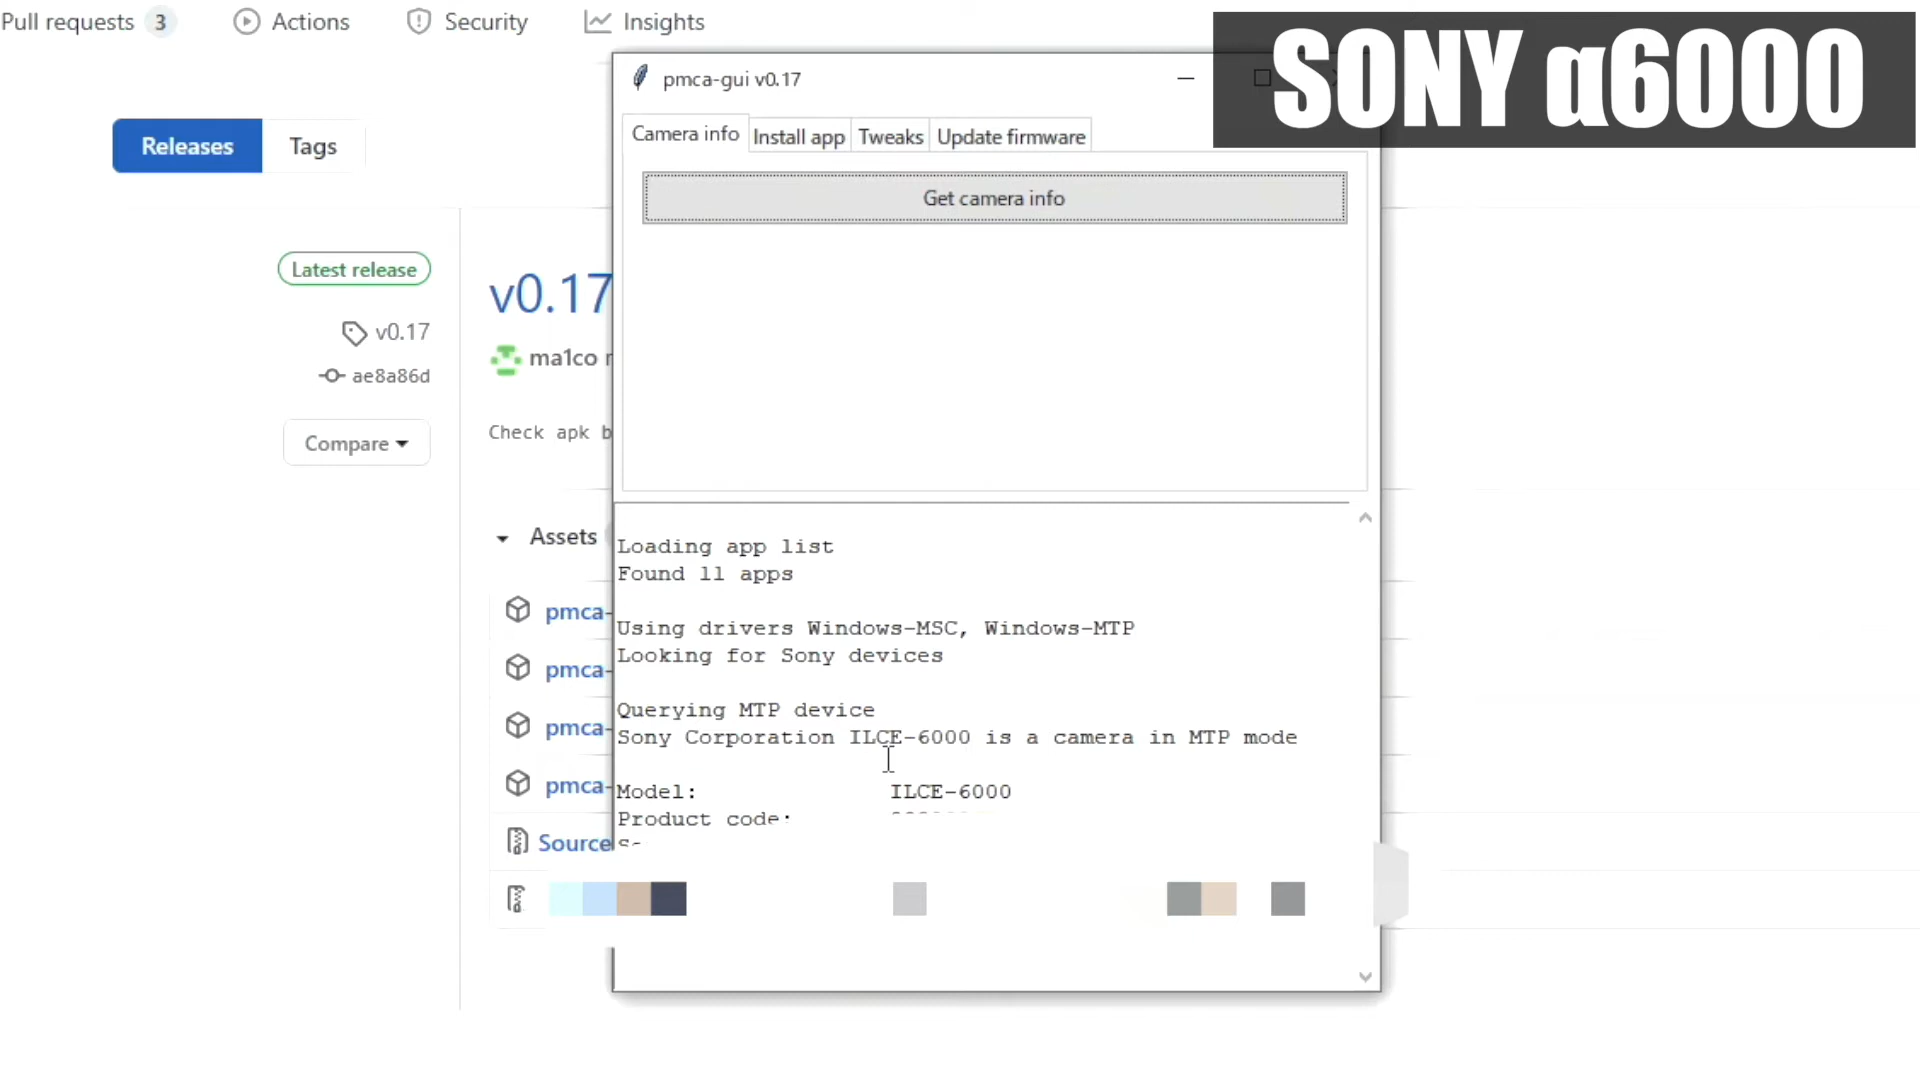 Pull requests 3 Actions Security Insights
SONY α6000
pmca-gui v0.17
Camera info Install app Tweaks Update firmware
Releases Tags
Get camera info
Latest release
v0.17
v0.17
ma1co
ae8a86d
Check apk
Compare
Assets
Loading app list
Found 11 apps
Using drivers Windows-MSC, Windows-MTP
Looking for Sony devices
Querying MTP device
Sony Corporation ILCE-6000 is a camera in MTP mode
Model: ILCE-6000
Product code:
pmca-
pmca-
pmca-
pmca-
Source